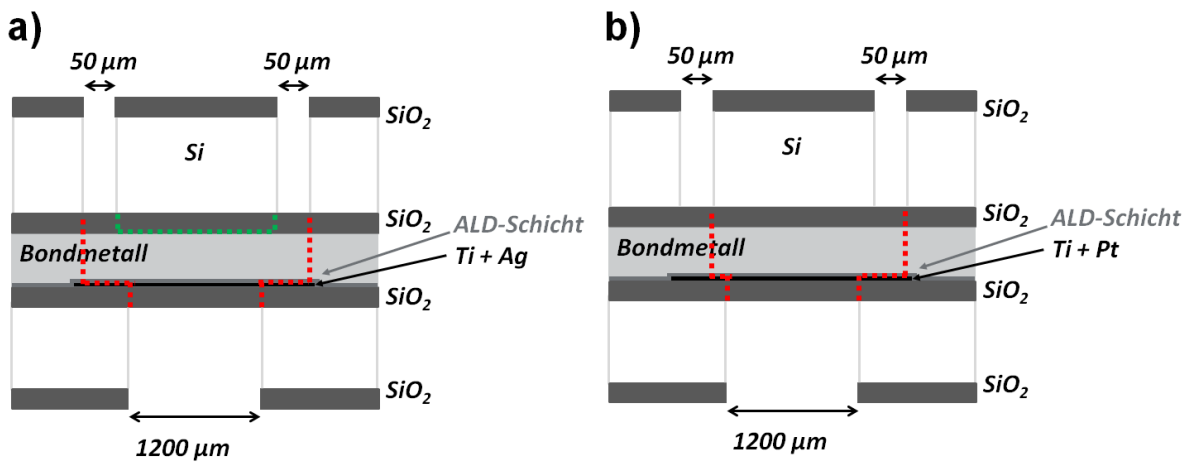 a)
50 µm
50 µm
SiO2
Si
SiO2
ALD-Schicht
Bondmetall
Ti + Ag
SiO2
SiO2
1200 µm
b)
50 µm
50 µm
SiO2
Si
SiO2
ALD-Schicht
Bondmetall
Ti + Pt
SiO2
SiO2
1200 µm